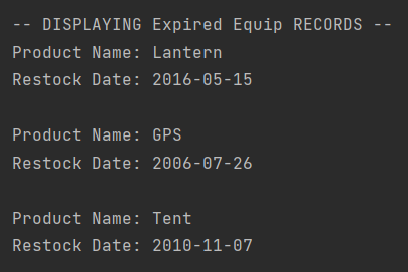 -- DISPLAYING Expired Equip RECORDS --
Product Name: Lantern
Restock Date: 2016-05-15
Product Name: GPS
Restock Date: 2006-07-26
Product Name: Tent
Restock Date: 2010-11-07